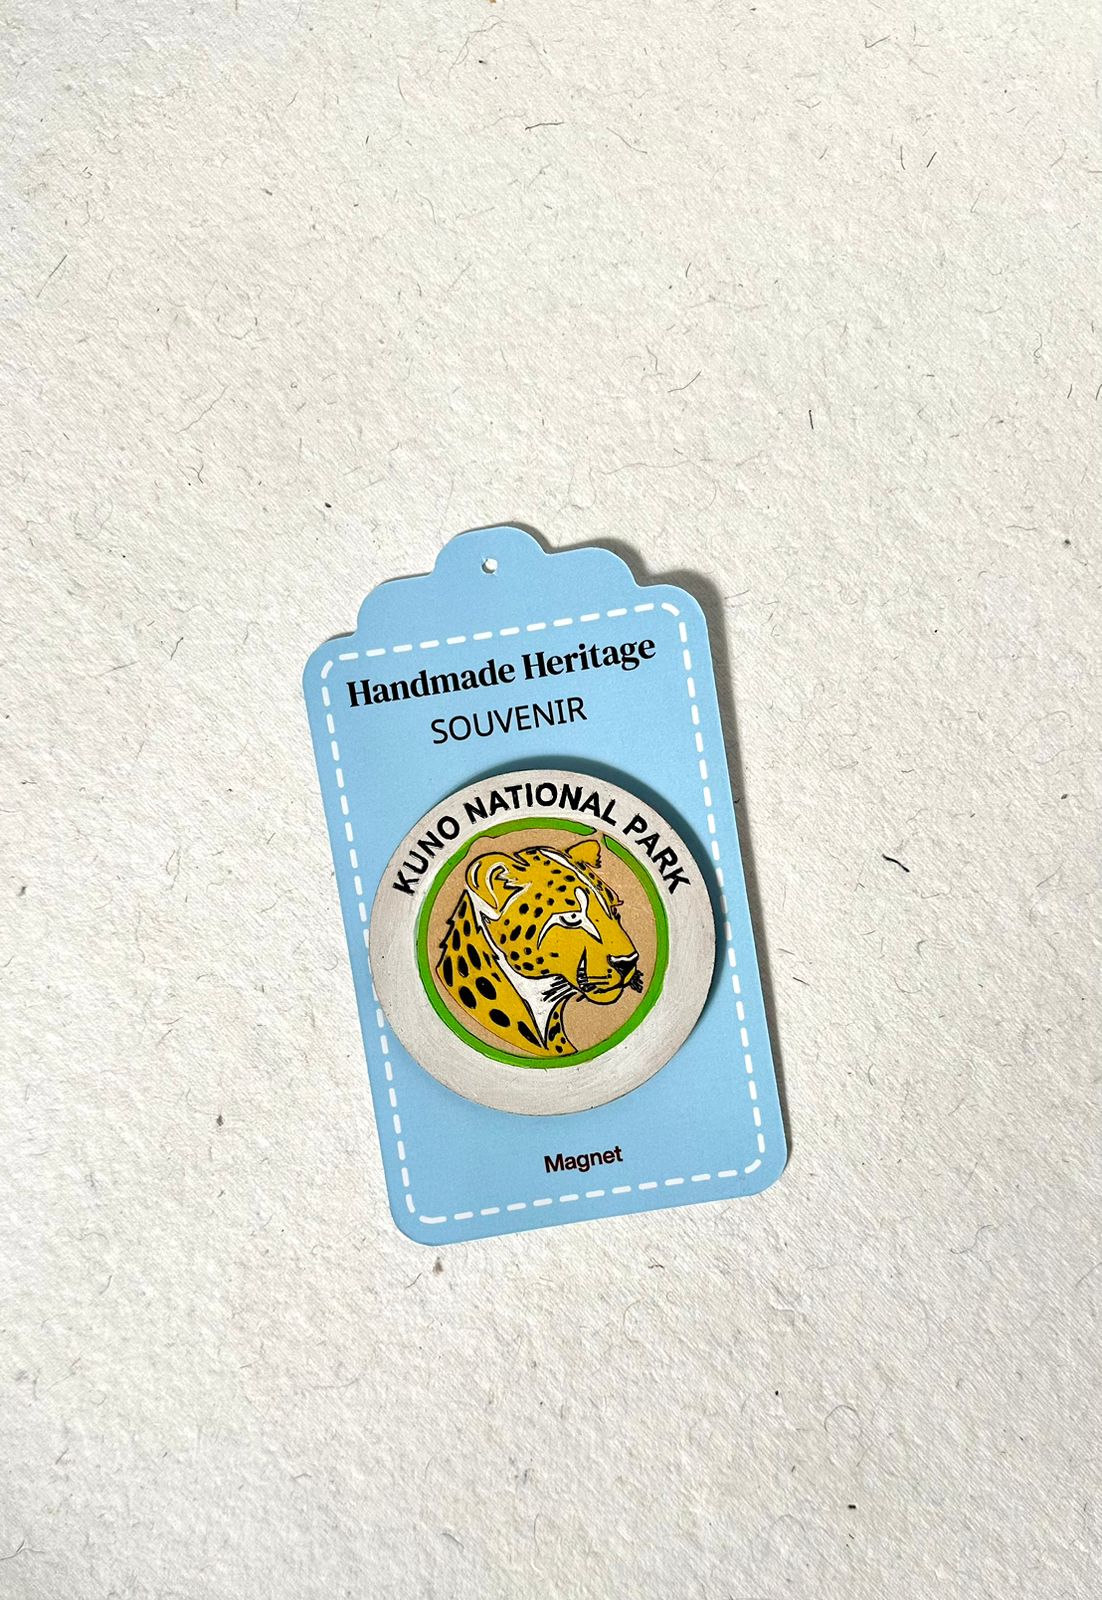 Handmade Heritage
SOUVENIR
KUNO NATIONAL PARK
Magnet